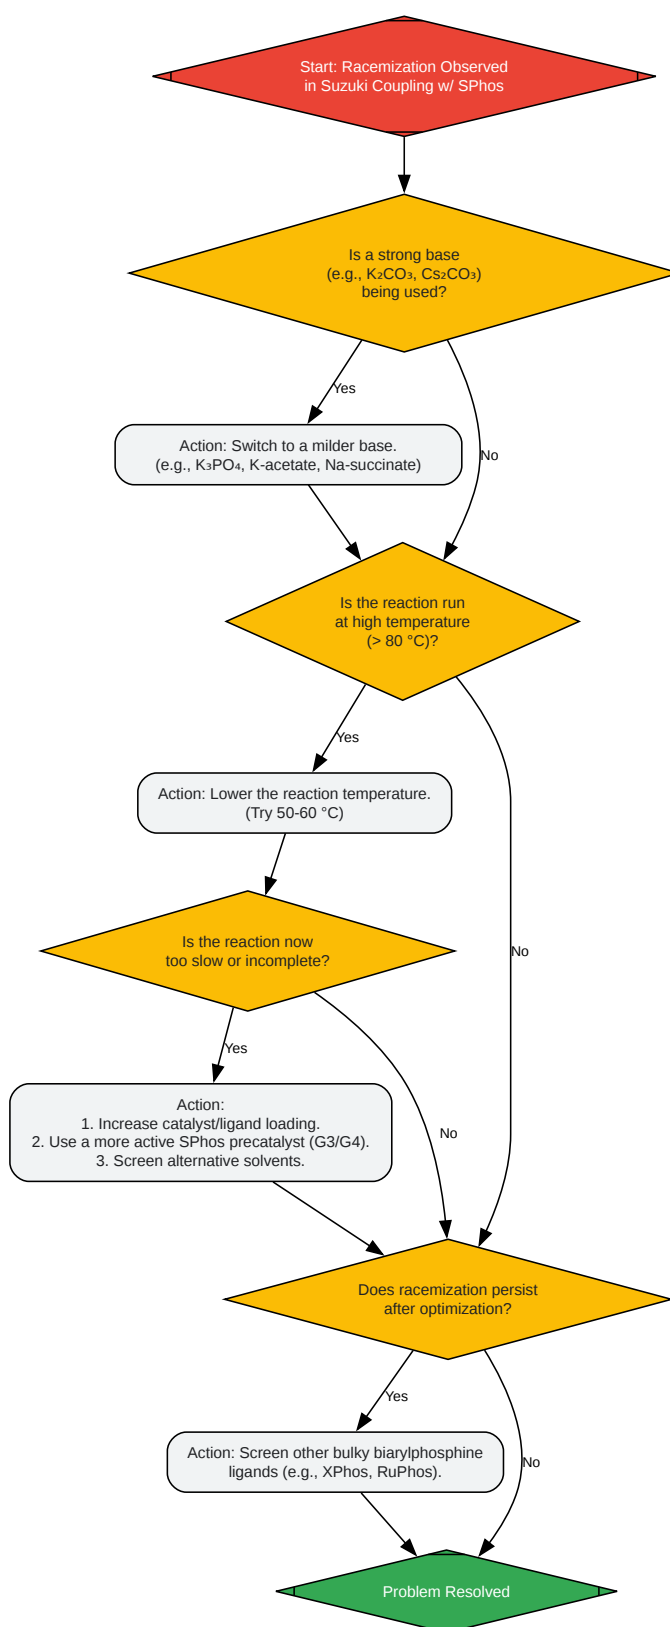 Start: Racemization Observed
in Suzuki Coupling w/ SPhos
Is a strong base
(e.g., K₂CO₃, Cs₂CO₃)
being used?
Yes
No
Action: Switch to a milder base.
(e.g., K₃PO₄, K-acetate, Na-succinate)
Is the reaction run
at high temperature
(> 80 °C)?
Yes
No
Action: Lower the reaction temperature.
(Try 50-60 °C)
Is the reaction now
too slow or incomplete?
Yes
No
Action:
1. Increase catalyst/ligand loading.
2. Use a more active SPhos precatalyst (G3/G4).
3. Screen alternative solvents.
Does racemization persist
after optimization?
Yes
No
Action: Screen other bulky biarylphosphine
ligands (e.g., XPhos, RuPhos).
Problem Resolved